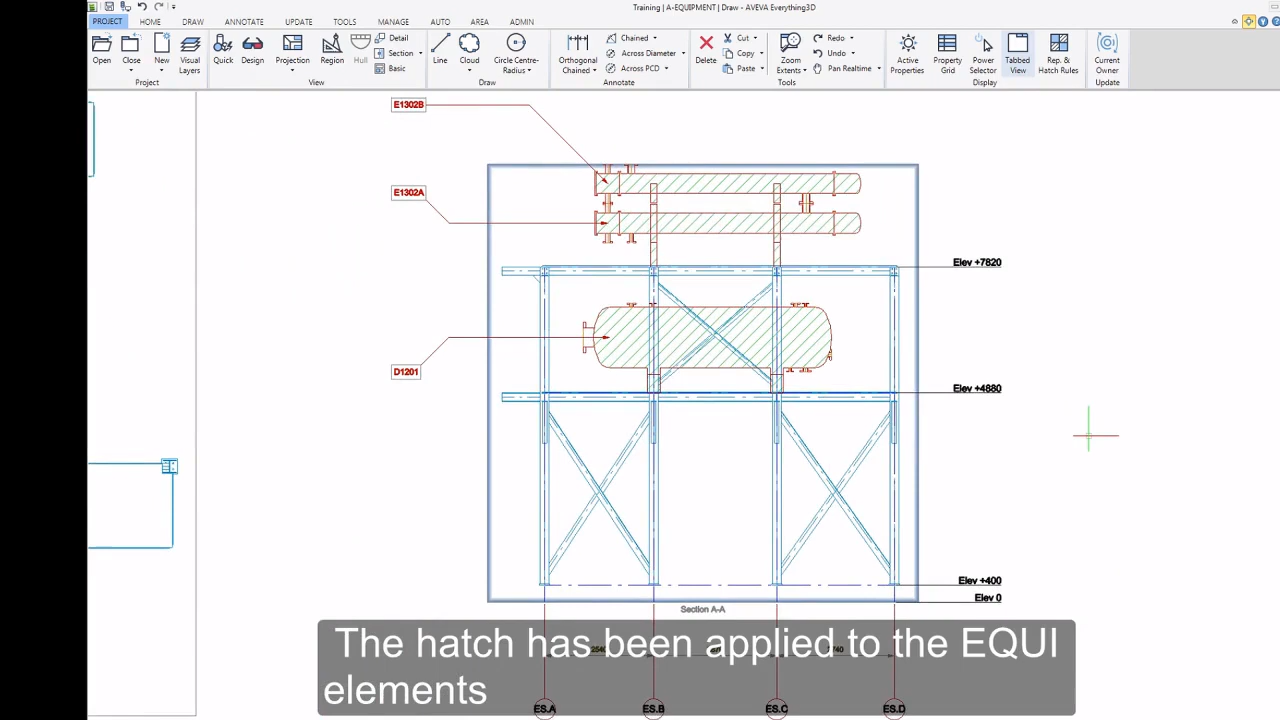 Training | A-EQUIPMENT | Draw - AVEVA Everything3D
PROJECT HOME DRAW ANNOTATE UPDATE TOOLS MANAGE AUTO AREA ADMIN
Open Close New Visual Layers
Project
Quick Design Projection Region Hull Detail Section Basic
View
Line Cloud Circle Centre-Radius
Draw
Orthogonal Chained Chained Across Diameter Across PCD
Annotate
Delete Cut Copy Paste Zoom Extents Redo Undo Pan Realtime
Tools
Active Properties Property Grid Power Selector Tabbed View Rep. & Hatch Rules
Display
Current Owner
Update
E1302B
E1302A
Elev +7820
D1201
Elev +4880
Elev +400
Elev 0
Section A-A
The hatch has been applied to the EQUI
elements
ES.A ES.B ES.C ES.D